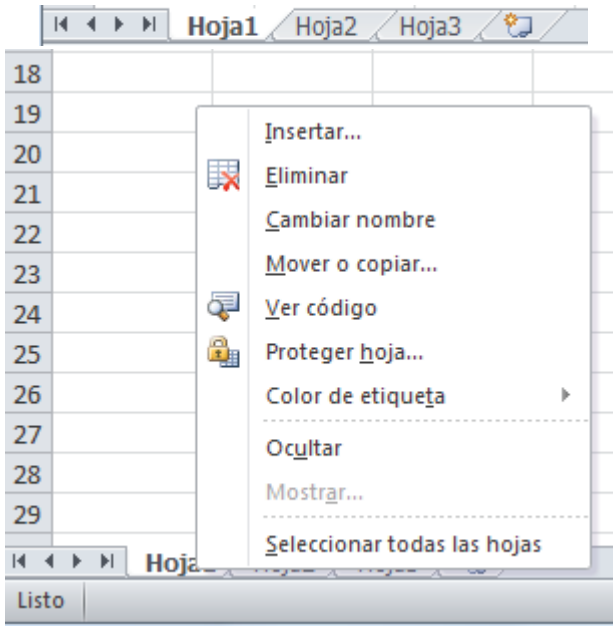 Hoja1 Hoja2 Hoja3
18
19
Insertar...
20
Eliminar
21
Cambiar nombre
22
Mover o copiar...
23
24
Ver código
25
Proteger hoja...
26
Color de etiqueta
27
Ocultar
28
Mostrar...
29
Seleccionar todas las hojas
Listo